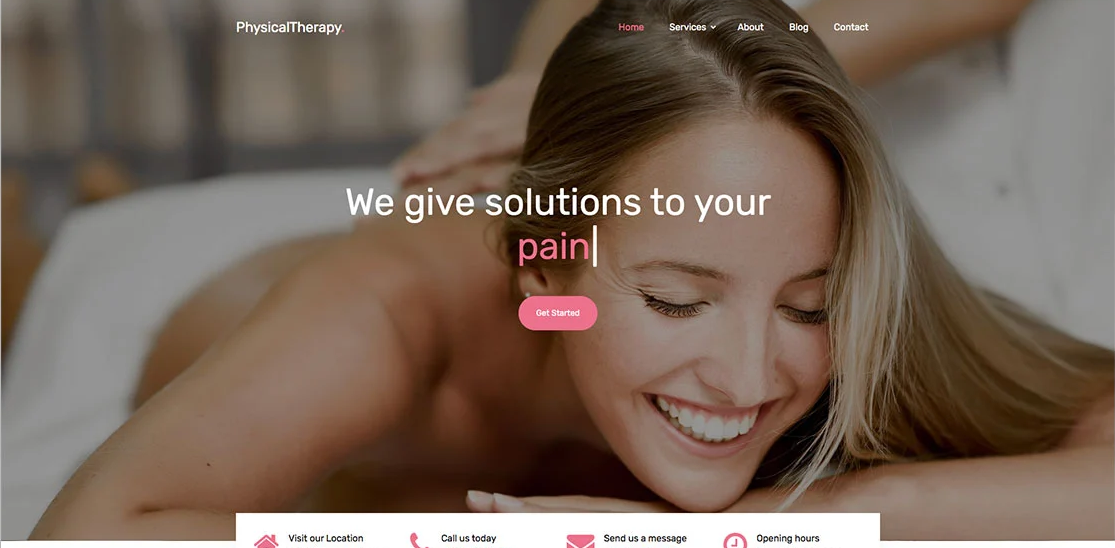 PhysicalTherapy.
Home Services About Blog Contact
We give solutions to your
pain
Get Started
Visit our Location
Call us today
Send us a message
Opening hours